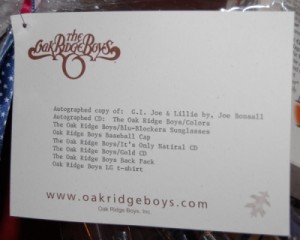 THE
OAK RIDGE BOYS
Autographed copy of: G.I. Joe & Lillie by, Joe Bonsall
Autographed CD: The Oak Ridge Boys/Colors
The Oak Ridge Boys/Blu-Blockers Sunglasses
Oak Ridge Boys Baseball Cap
The Oak Ridge Boys/It's Only Natiral CD
The Oak Ridge Boys/Gold CD
The Oak Ridge Boys Back Pack
Oak Ridge Boys LG t-shirt
www.oakridgeboys.com
Oak Ridge Boys, Inc.